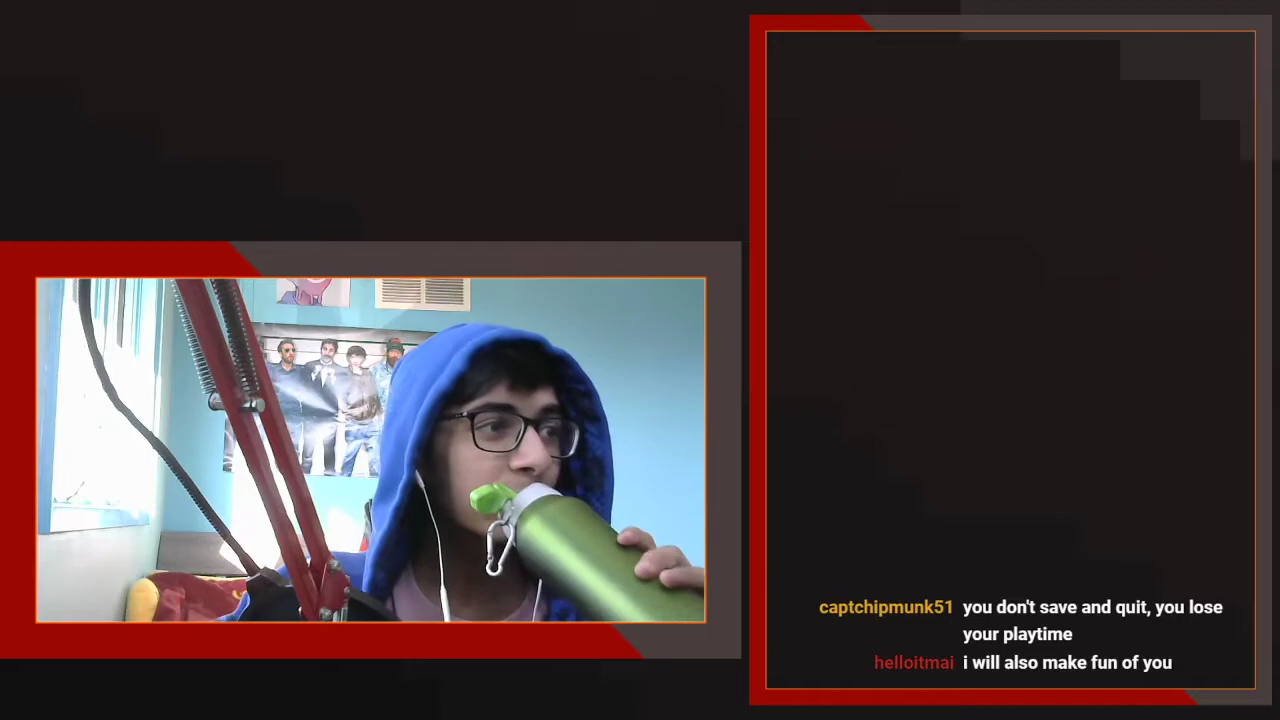 captchipmunk51 you don't save and quit, you lose
your playtime
helloitmai i will also make fun of you